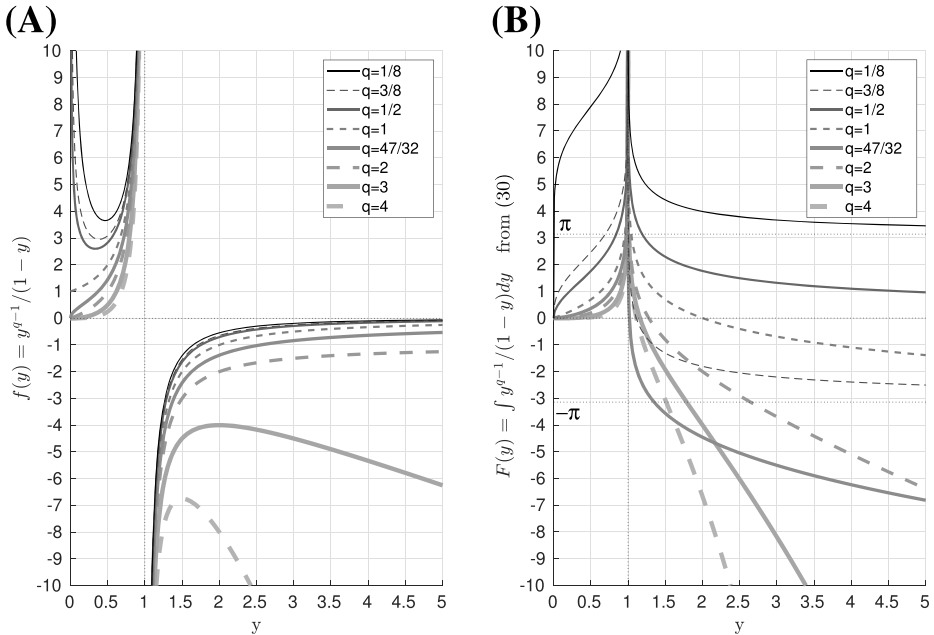 (A)
10
9
8
7
6
5
4
3
2
1
0
-1
-2
-3
-4
-5
-6
-7
-8
-9
-10
0 0.5 1 1.5 2 2.5 3 3.5 4 4.5 5
y
f(y) = y^{q−1}/(1 − y)
q=1/8
q=3/8
q=1/2
q=1
q=47/32
q=2
q=3
q=4
(B)
10
9
8
7
6
5
4
3
2
1
0
-1
-2
-3
-4
-5
-6
-7
-8
-9
-10
0 0.5 1 1.5 2 2.5 3 3.5 4 4.5 5
y
F(y) = ∫ y^{q−1}/(1 − y)dy from (30)
π
−π
q=1/8
q=3/8
q=1/2
q=1
q=47/32
q=2
q=3
q=4